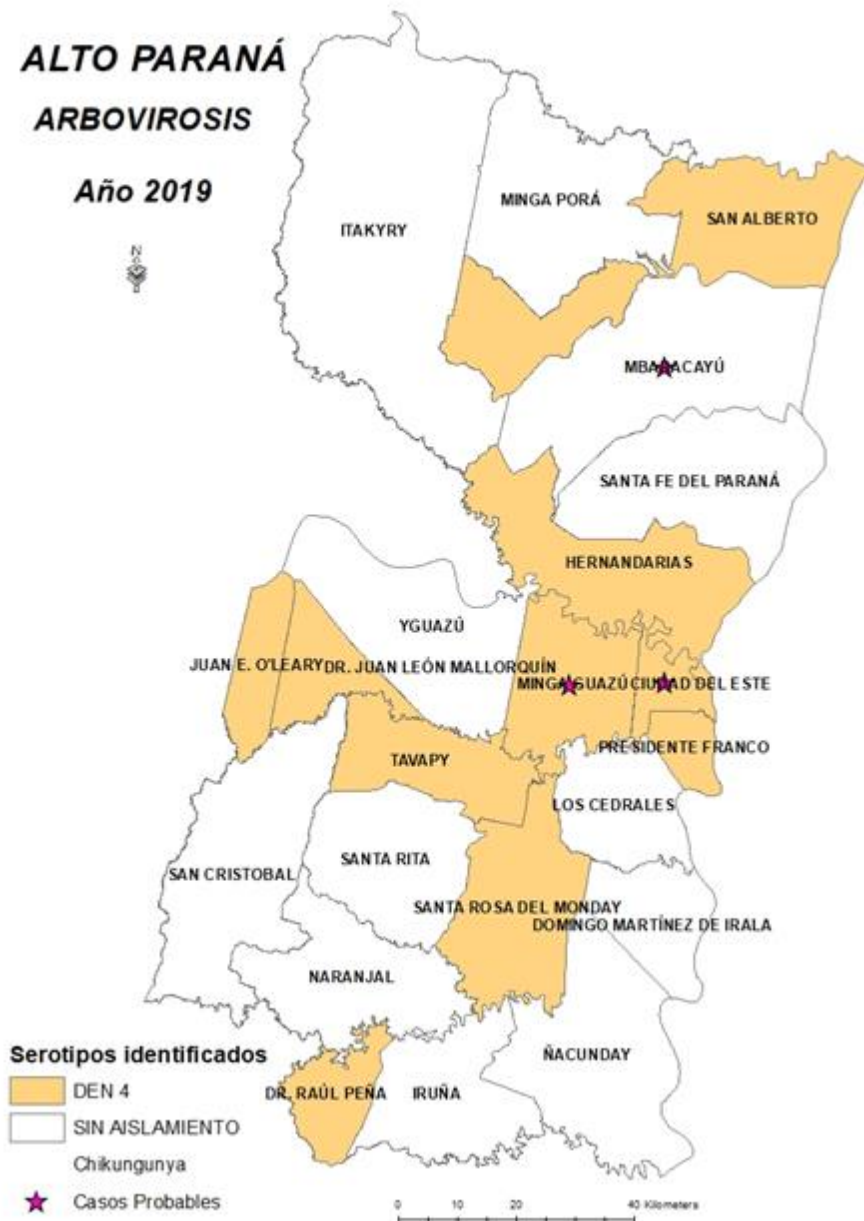 ALTO PARANÁ
ARBOVIROSIS
Año 2019
N
ITAKYRY
MINGA PORÁ
SAN ALBERTO
MBARACAYÚ
SANTA FE DEL PARANÁ
HERNANDARIAS
YGUAZÚ
JUAN E. O'LEARY
DR. JUAN LEÓN MALLORQUÍN
MINGA GUAZÚ
CIUDAD DEL ESTE
PRESIDENTE FRANCO
TAVAPY
LOS CEDRALES
SANTA RITA
SAN CRISTOBAL
SANTA ROSA DEL MONDAY
DOMINGO MARTÍNEZ DE IRALA
NARANJAL
ÑACUNDAY
DR. RAÚL PEÑA
IRUÑA
Serotipos identificados
DEN 4
SIN AISLAMIENTO
Chikungunya
Casos Probables
0 10 20 40 Kilometers